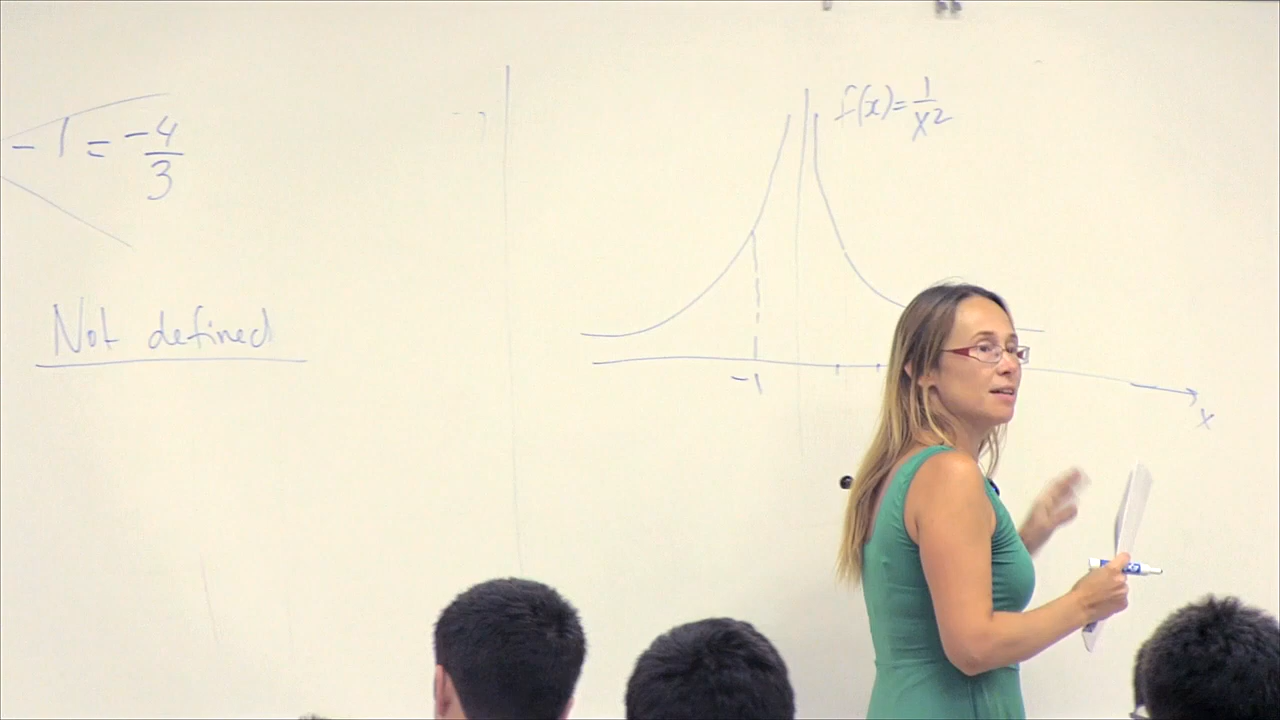 - 1 = -4/3
Not defined
f(x) = 1/x²
-1
x